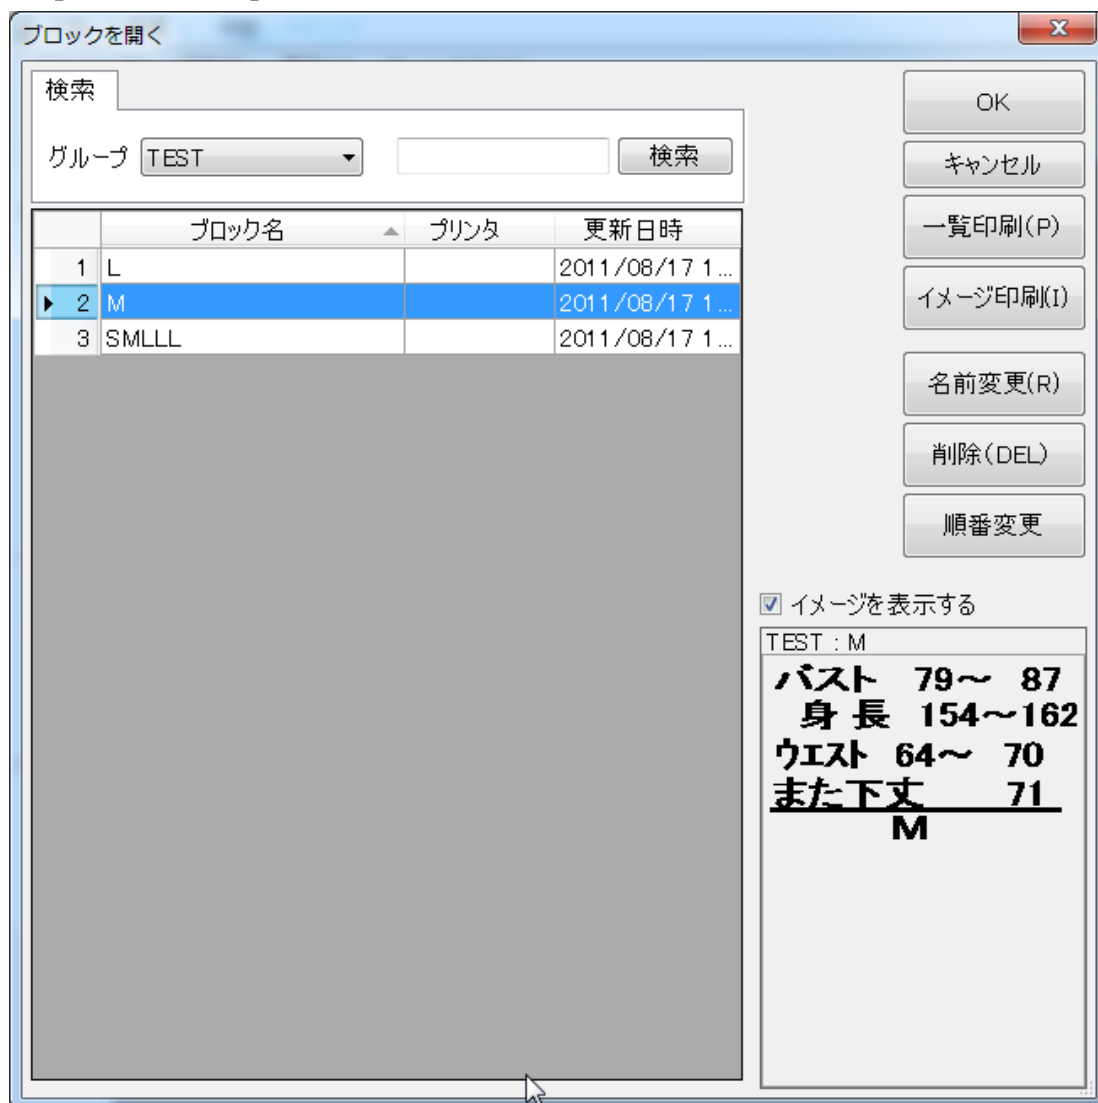 ブロックを開く
検索
グループ TEST 検索
ブロック名 プリンタ 更新日時
1 L 2011/08/17 1...
2 M 2011/08/17 1...
3 SMLLL 2011/08/17 1...
OK
キャンセル
一覧印刷(P)
イメージ印刷(I)
名前変更(R)
削除(DEL)
順番変更
イメージを表示する
TEST : M
バスト 79～ 87
身長 154～162
ウエスト 64～ 70
また下丈 71
M